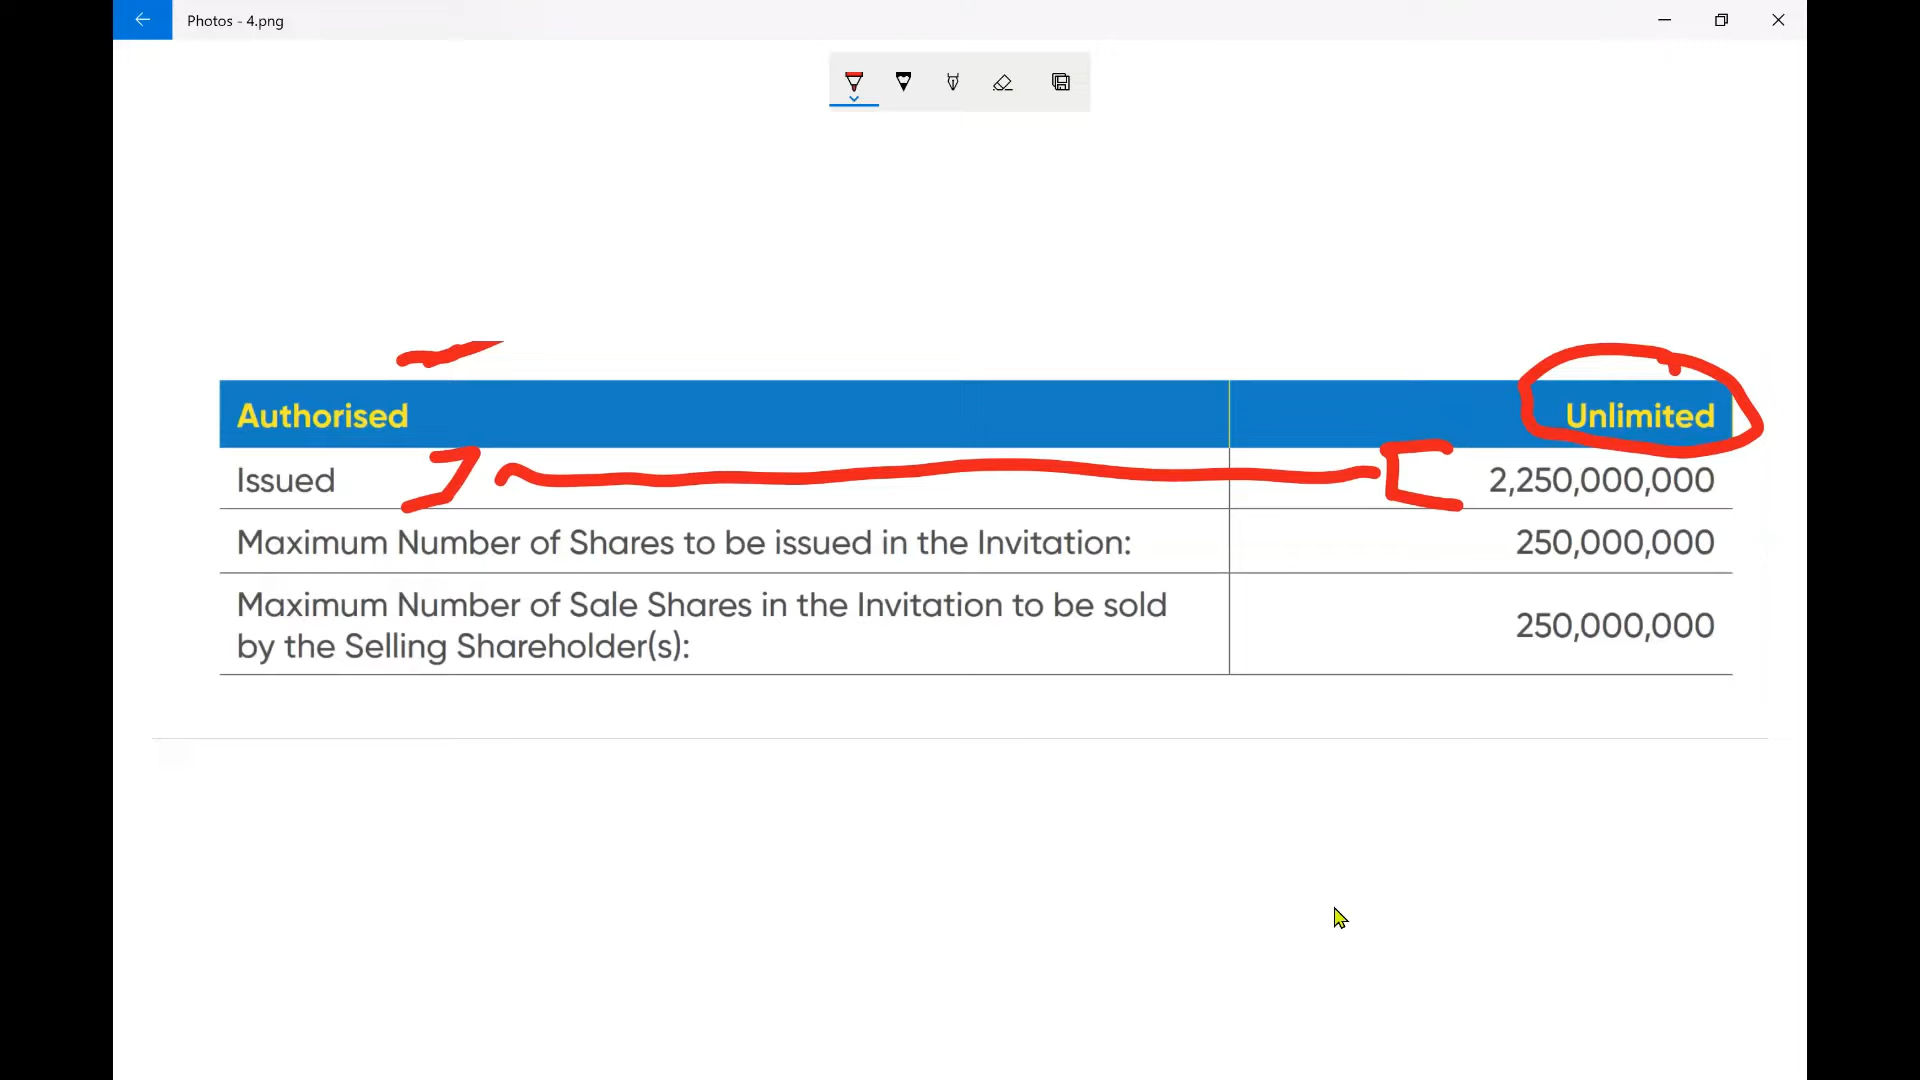 Photos - 4.png
Authorised Unlimited
Issued 2,250,000,000
Maximum Number of Shares to be issued in the Invitation: 250,000,000
Maximum Number of Sale Shares in the Invitation to be sold
by the Selling Shareholder(s): 250,000,000